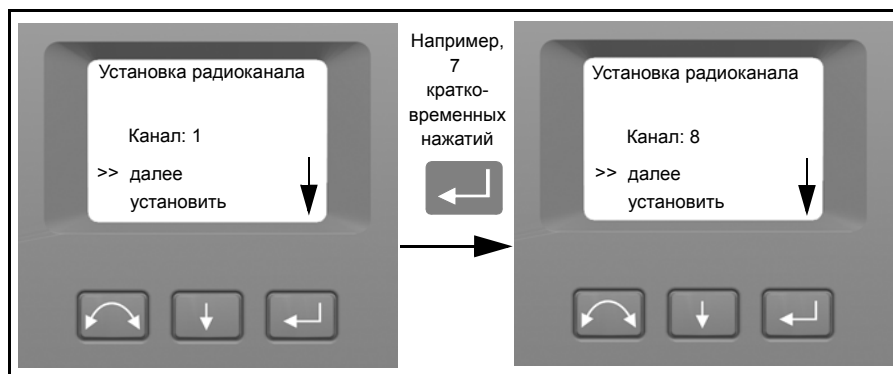 Установка радиоканала
Канал: 1
>> далее
установить
Например,
7
кратко-
временных
нажатий
Установка радиоканала
Канал: 8
>> далее
установить